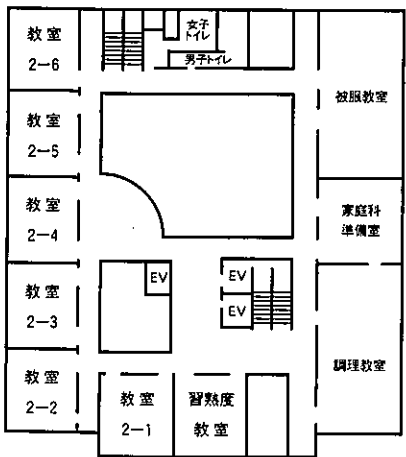 教室
2-6
女子
トイレ
男子トイレ
被服教室
教室
2-5
教室
2-4
家庭科
準備室
EV
EV
EV
教室
2-3
調理教室
教室
2-2
教室
2-1
習熟度
教室